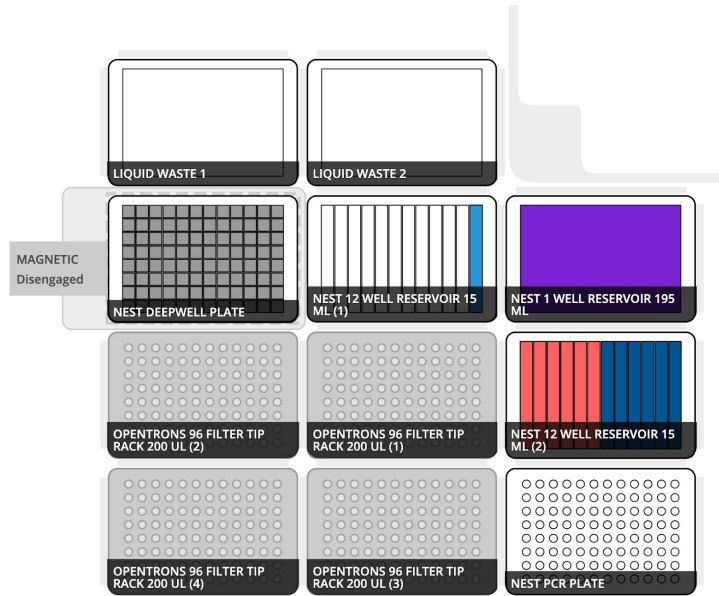 LIQUID WASTE 1
LIQUID WASTE 2
MAGNETIC
Disengaged
NEST DEEPWELL PLATE
NEST 12 WELL RESERVOIR 15
ML (1)
NEST 1 WELL RESERVOIR 195
ML
OPENTRONS 96 FILTER TIP
RACK 200 UL (2)
OPENTRONS 96 FILTER TIP
RACK 200 UL (1)
NEST 12 WELL RESERVOIR 15
ML (2)
OPENTRONS 96 FILTER TIP
RACK 200 UL (4)
OPENTRONS 96 FILTER TIP
RACK 200 UL (3)
NEST PCR PLATE